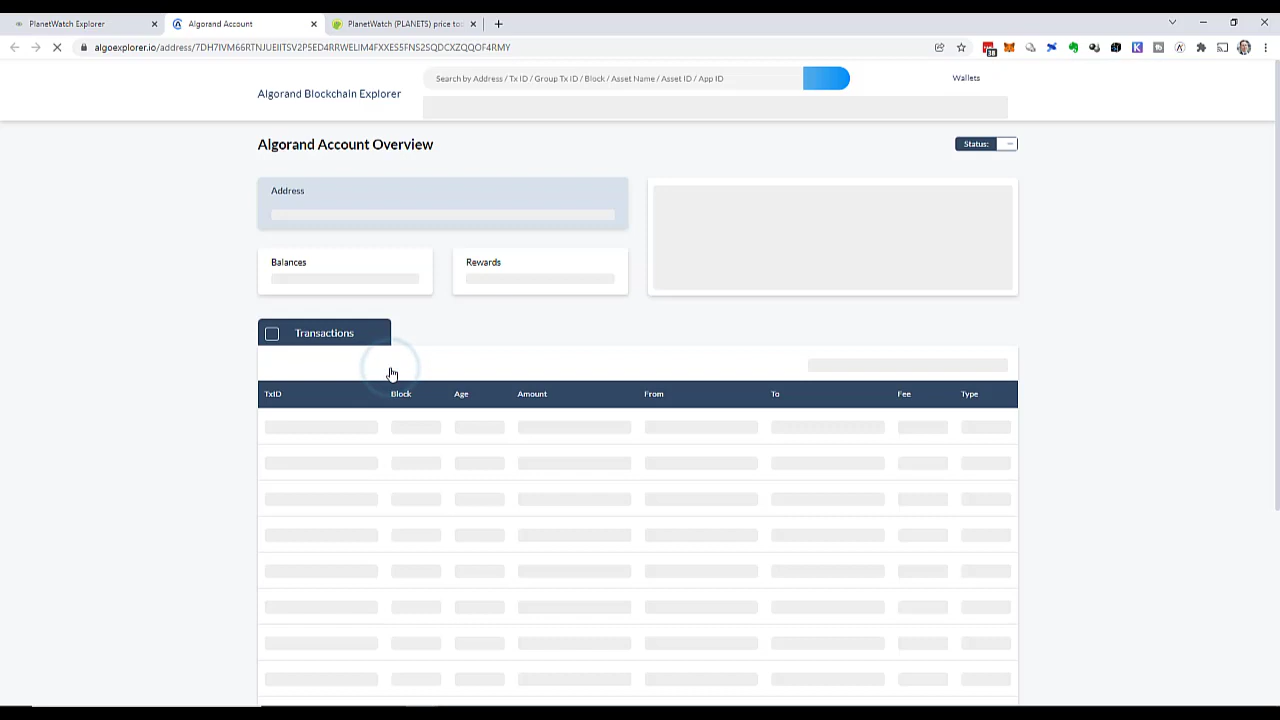 PlanetWatch Explorer
Algorand Account
PlanetWatch (PLANETS) price to
algoexplorer.io/address/7DH7IVM66RTNJUEIITSV2P5ED4RRWELIM4FXXES5FNS2SQDCXZQQOF4RMY
Search by Address / Tx ID / Group Tx ID / Block / Asset Name / Asset ID / App ID
Wallets
Algorand Blockchain Explorer
Algorand Account Overview
Status:
Address
Balances
Rewards
Transactions
TxID Block Age Amount From To Fee Type